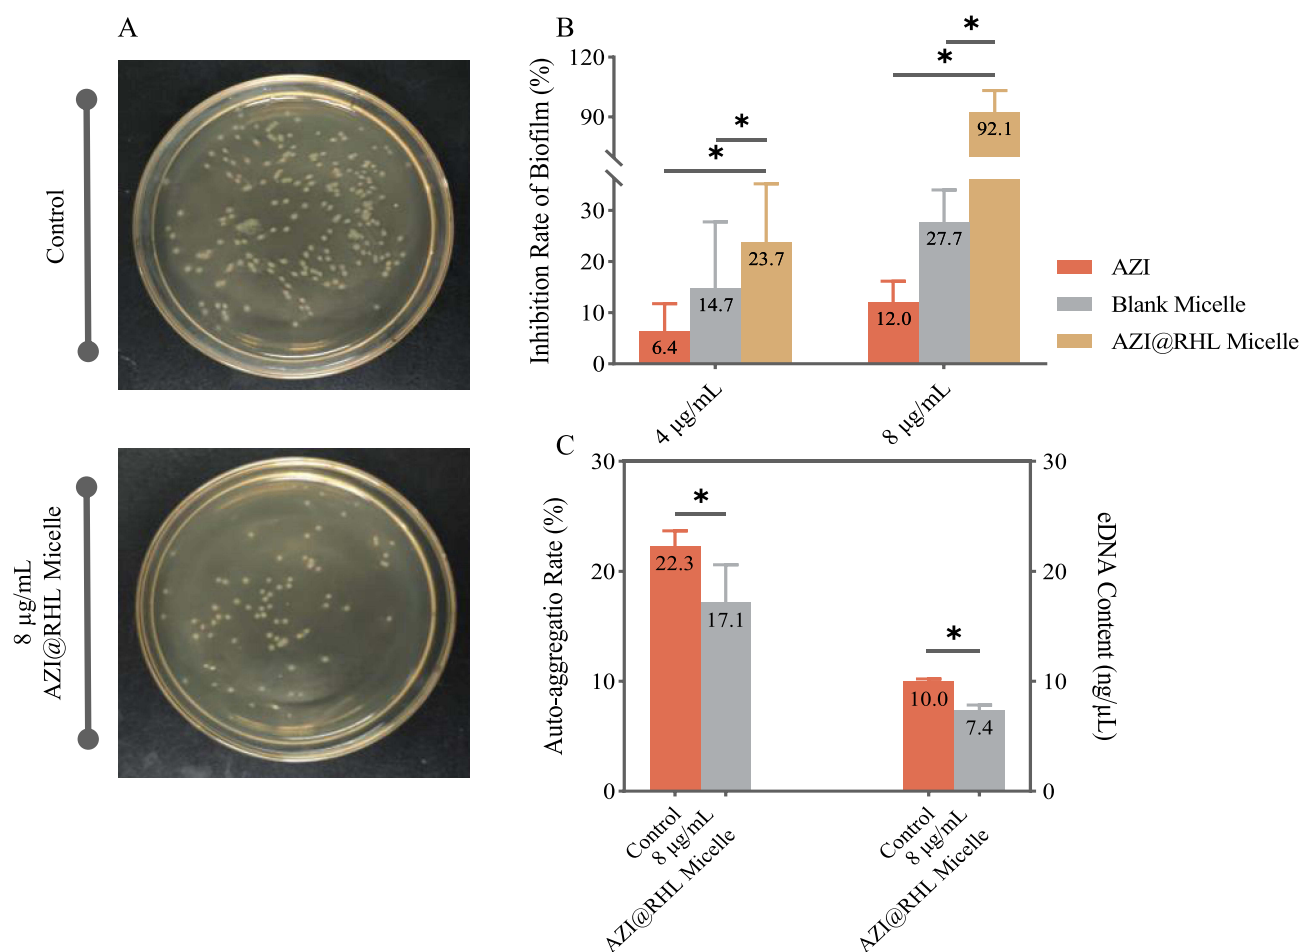 A
Control
8 μg/mL
AZI@RHL Micelle
B
Inhibition Rate of Biofilm (%)
120
90
30
20
10
0
*
*
*
*
6.4
14.7
23.7
12.0
27.7
92.1
4 μg/mL
8 μg/mL
AZI
Blank Micelle
AZI@RHL Micelle
C
Auto-aggregatio Rate (%)
30
20
10
0
*
*
22.3
17.1
10.0
7.4
30
20
10
0
eDNA Content (ng/μL)
Control
8 μg/mL
AZI@RHL Micelle
Control
8 μg/mL
AZI@RHL Micelle